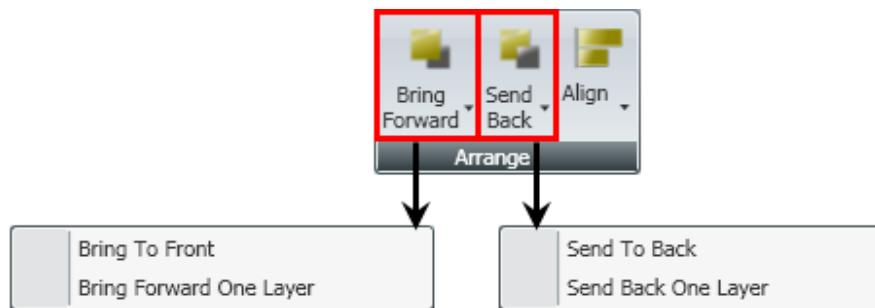 Bring Forward
Send Back
Align
Arrange
Bring To Front
Bring Forward One Layer
Send To Back
Send Back One Layer